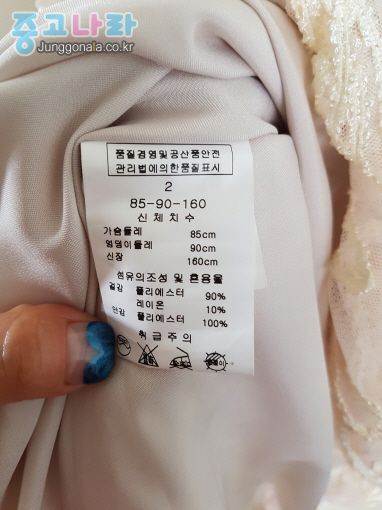 중고나라
Junggonala.co.kr
품질경영및공산품안전
관리법에의한품질표시
2
85-90-160
신체치수
가슴둘레 85cm
엉덩이둘레 90cm
신장 160cm
섬유의조성 및 혼용율
겉감 폴리에스터 90%
레이온 10%
안감 폴리에스터 100%
취급주의